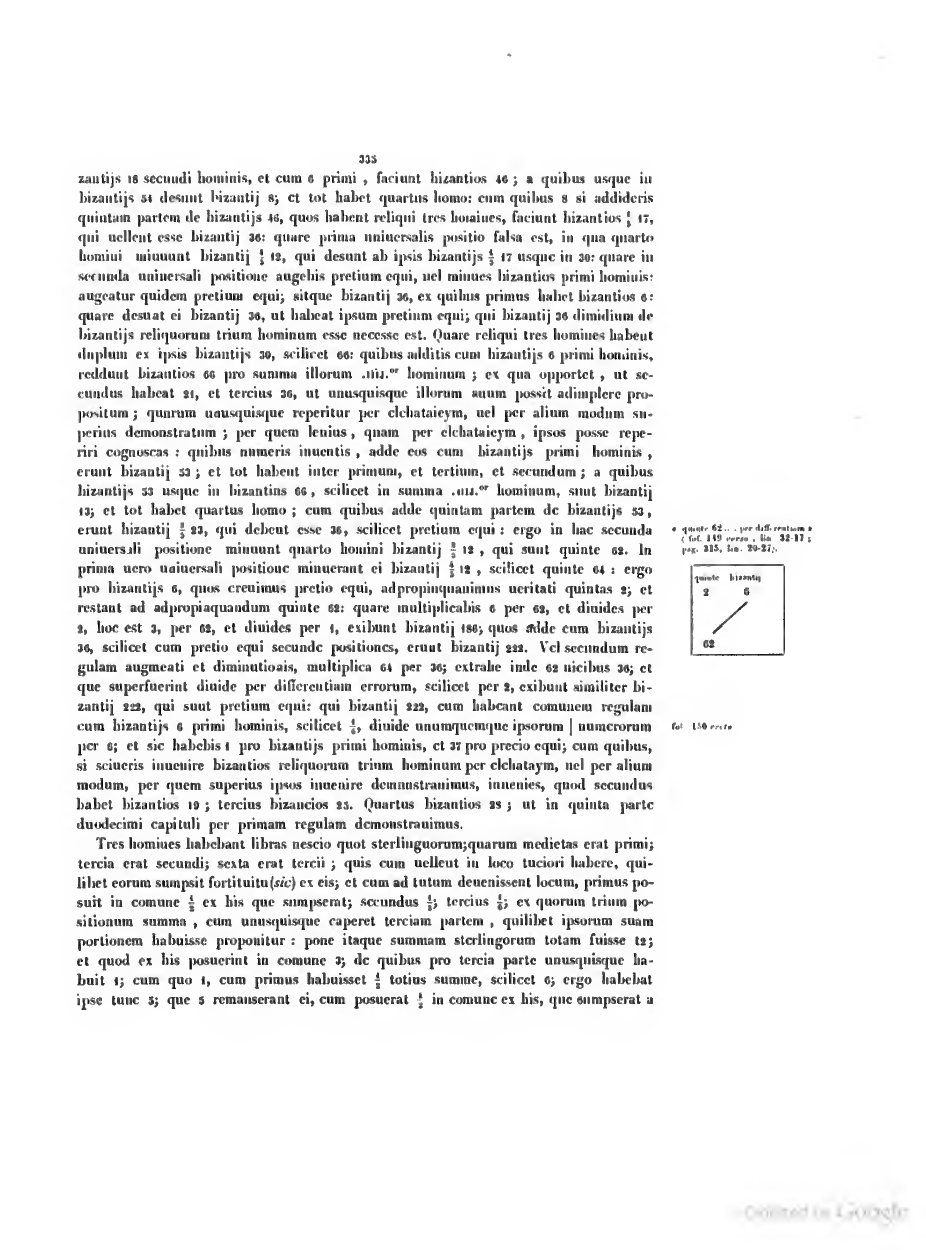 335
zantijs 18 secundi hominis, et cum 6 primi , faciunt bizantios 46 ; a quibus usque in
bizantijs 54 desunt bizantij 8; et tot habet quartus homo: cum quibus 8 si addideris
quintam partem de bizantijs 46, quos habent reliqui tres homines, faciunt bizantios 17,
qui uellent esse bizantij 36: quare prima uniuersalis positio falsa est, in qua quarto
homini minuunt bizantij 12, qui desunt ab ipsis bizantijs 17 usque in 30: quare in
secunda uniuersali positione augebis pretium equi, uel minues bizantios primi hominis:
augeatur quidem pretium equi; sitque bizantij 36, ex quibus primus habet bizantios 6:
quare desuat ei bizantij 36, ut habeat ipsum pretium equi; qui bizantij 36 dimidium de
bizantijs reliquorum trium hominum esse necesse est. Quare reliqui tres homines habent
duplum ex ipsis bizantijs 30, scilicet 66: quibus additis cum bizantijs 6 primi hominis,
reddunt bizantios 66 pro summa illorum .iiij.or hominum ; ex qua opportet , ut se-
cundus habeat 21, et tercius 36, ut unusquisque illorum suum possit adimplere pro-
positum ; quarum unusquisque reperitur per elchataieym, uel per alium modum su-
perius demonstratum ; per quem lenius , quam per elchataieym , ipsos posse repe-
riri cognoscas : quibus numeris inuentis , adde eos cum bizantijs primi hominis ,
erunt bizantij 53 ; et tot habent inter primum, et tertium, et secundum ; a quibus
bizantijs 53 usque in bizantins 66 , scilicet in summa .iiij.or hominum, sunt bizantij
13; et tot habet quartus homo ; cum quibus adde quintam partem de bizantijs 53 ,
erunt bizantij 3/5 23, qui debent esse 36, scilicet pretium equi : ergo in hac secunda
uniuersali positione minuunt quarto homini bizantij 2/5 12 , qui sunt quinte 62. In
prima uero uniuersali positione minuerant ei bizantij 4/5 12 , scilicet quinte 64 : ergo
pro bizantijs 6, quos creuimus pretio equi, adpropinquauimus ueritati quintas 2; et
restant ad adpropiaquandum quinte 62: quare multiplicabis 6 per 62, et diuides per
2, hoc est 3, per 62, et diuides per 1, exibunt bizantij 186; quos adde cum bizantijs
36, scilicet cum pretio equi secunde positiones, erunt bizantij 222. Vel secundum re-
gulam augmeati et diminutionis, multiplica 64 per 36; extrahe inde 62 uicibus 36; et
que superfuerint diuide per differentiam errorum, scilicet per 2, exibunt similiter bi-
zantij 222, qui sunt pretium equi: qui bizantij 222, cum habeant comunem regulam
cum bizantijs 6 primi hominis, scilicet 1/6, diuide unumquemque ipsorum | numerorum
per 6; et sic habebis 1 pro bizantijs primi hominis, et 37 pro precio equi; cum quibus,
si sciueris inuenire bizantios reliquorum trium hominum per elchataym, uel per alium
modum, per quem superius ipsos inuenire demonstrauimus, inuenies, quod secundus
habet bizantios 19 ; tercius bizancios 25. Quartus bizantios 28 ; ut in quinta parte
duodecimi capituli per primam regulam demonstrauimus.
Tres homines habebant libras nescio quot sterlinguorum;quarum medietas erat primi;
tercia erat secundi; sexta erat tercii ; quis cum uellent in loco tuciori habere, qui-
libet eorum sumpsit fortituitu(sic) ex eis; et cum ad tutum deuenissent locum, primus po-
suit in comune 1/2 ex his que sumpserat; secundus 1/3; tercius 1/6; ex quorum trium po-
sitionum summa , cum unusquisque caperet terciam partem , quilibet ipsorum suam
portionem habuisse proponitur : pone itaque summam sterlingorum totam fuisse 12;
et quod ex his posuerint in comune 3; de quibus pro tercia parte unusquisque ha-
buit 1; cum quo 1, cum primus habuisset 1/2 totius summe, scilicet 6; ergo habebat
ipse tunc 5; que 5 remanserant ei, cum posuerat 1/2 in comune ex his, que sumpserat a
« quinte 62 . . . per differentiam »
( fol. 149 verso , lin. 32-17 ;
pag. 335, lin. 20-27).
quinte bizantij
2 6
62
fol. 150 recto
Digitized by Google